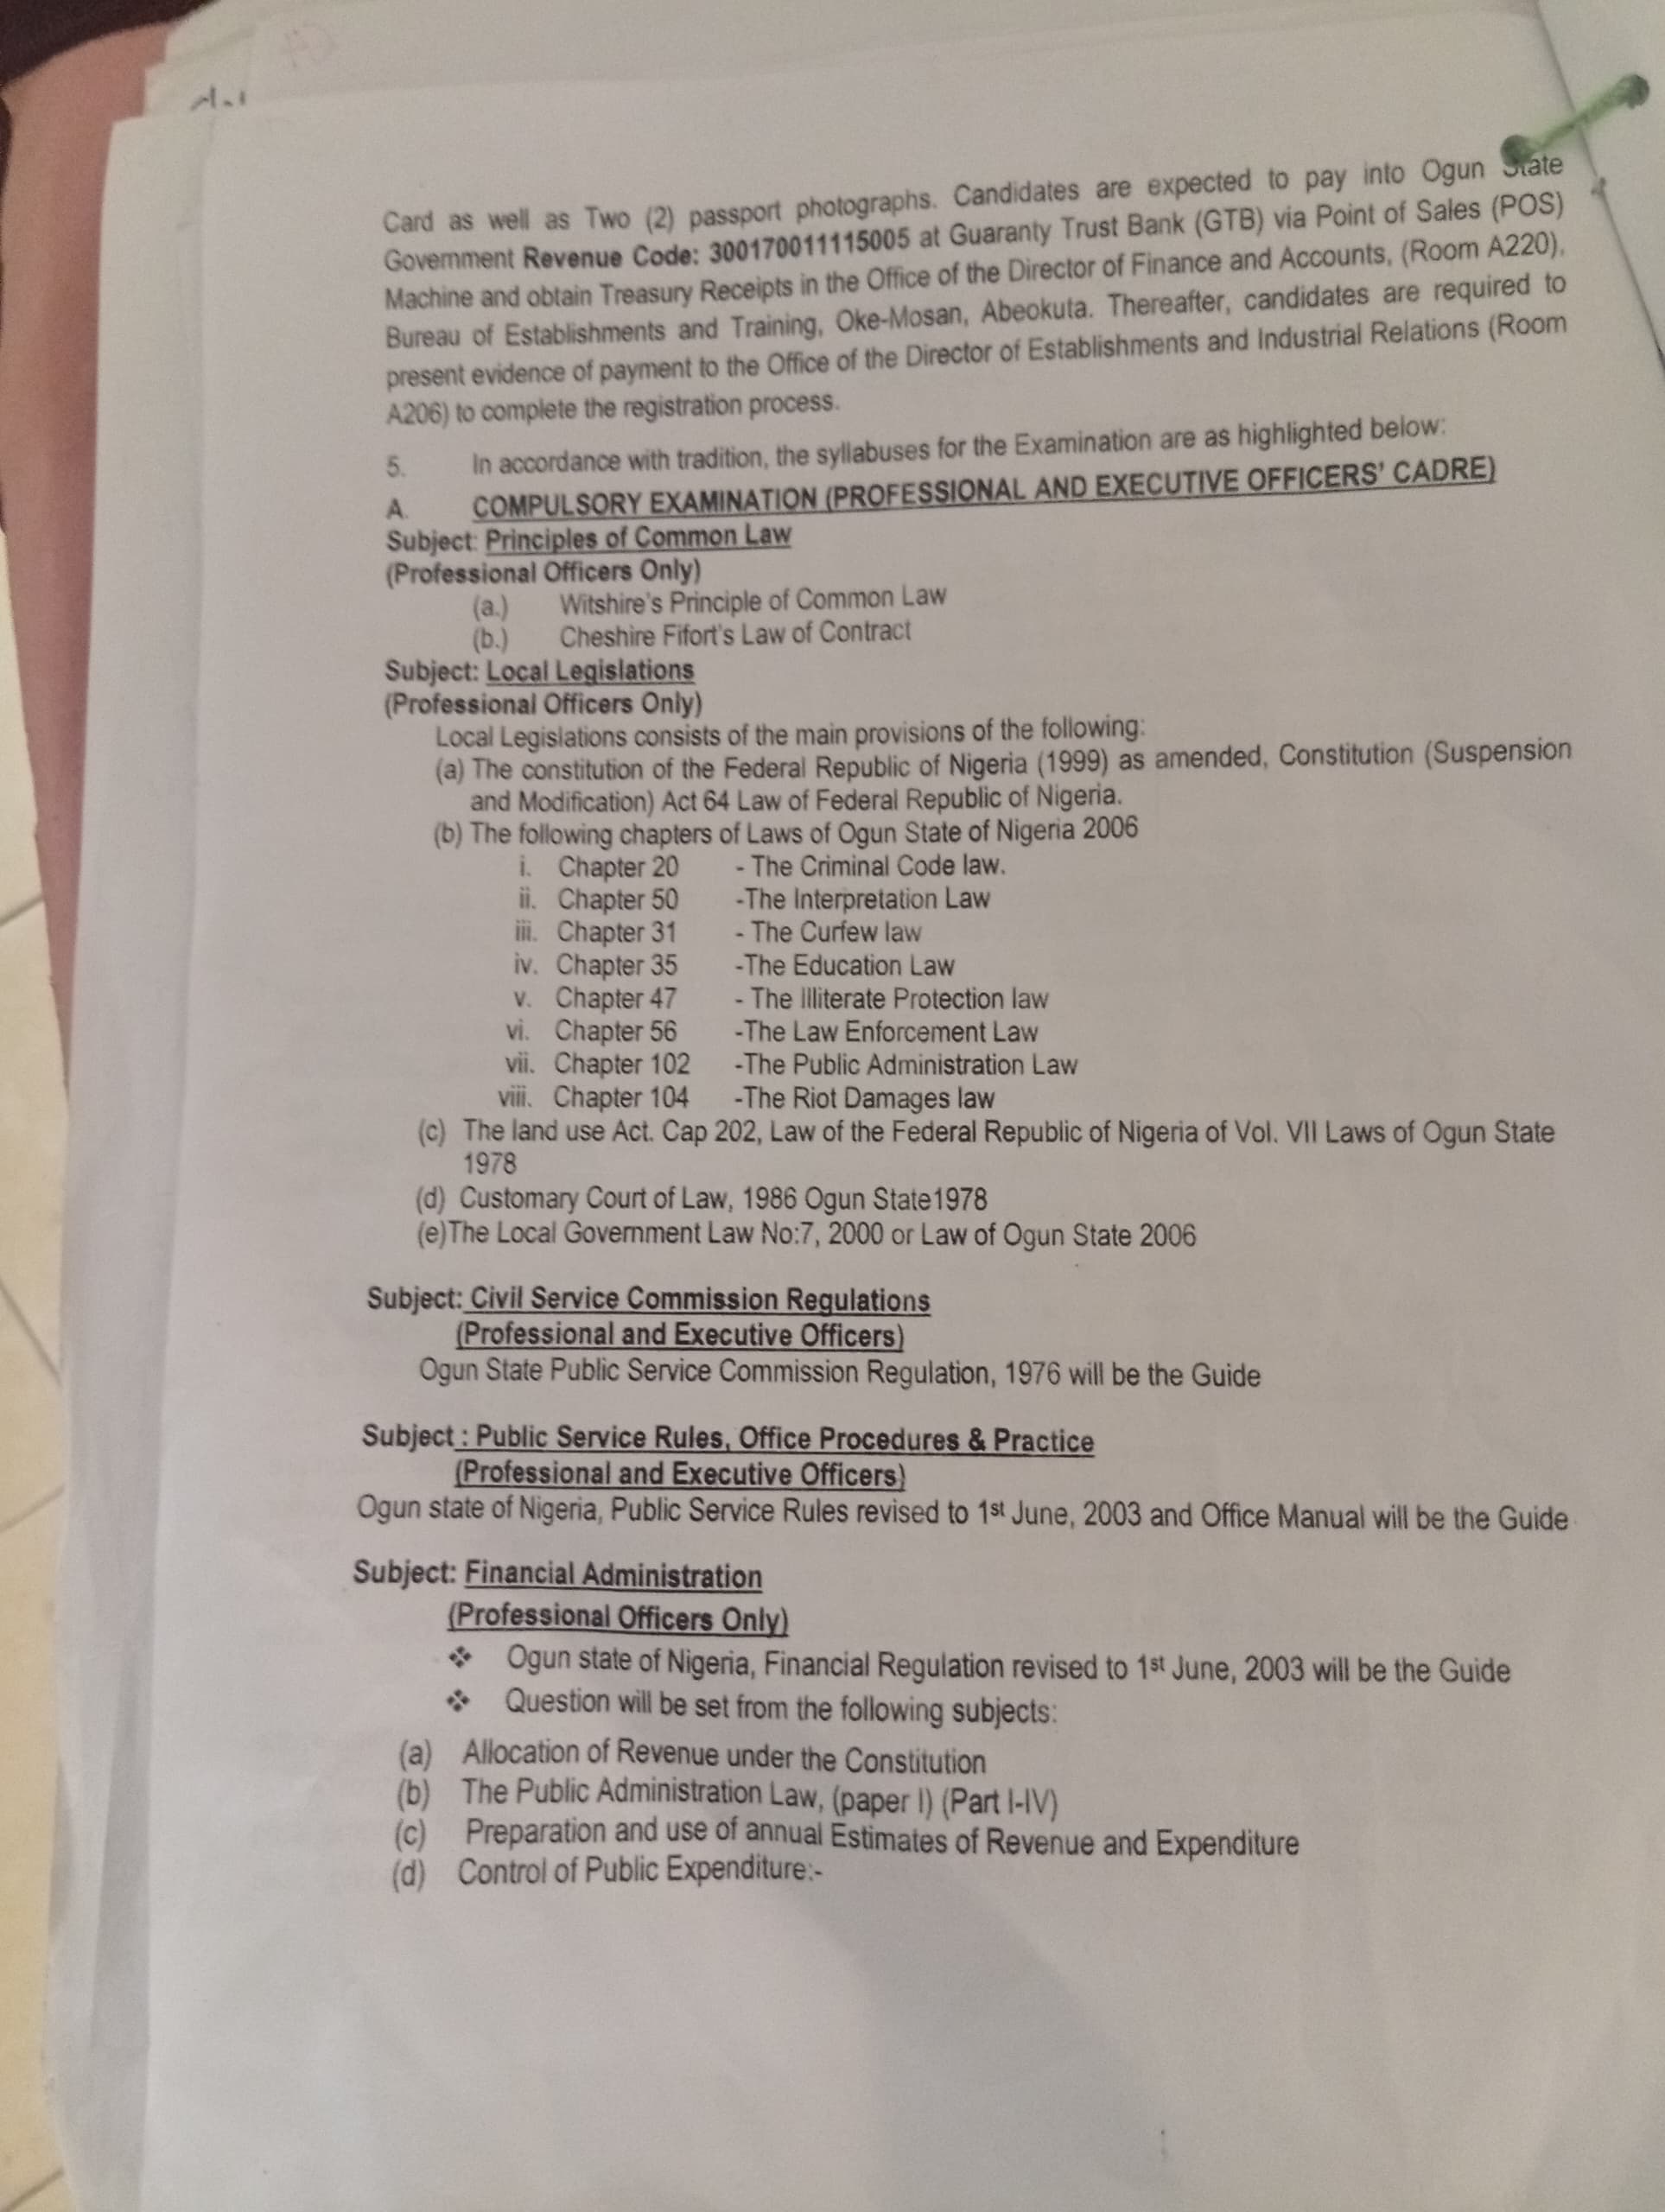 Card as well as Two (2) passport photographs. Candidates are expected to pay into Ogun State
Government Revenue Code: 300170011115005 at Guaranty Trust Bank (GTB) via Point of Sales (POS)
Machine and obtain Treasury Receipts in the Office of the Director of Finance and Accounts, (Room A220),
Bureau of Establishments and Training, Oke-Mosan, Abeokuta. Thereafter, candidates are required to
present evidence of payment to the Office of the Director of Establishments and Industrial Relations (Room
A206) to complete the registration process.
5. In accordance with tradition, the syllabuses for the Examination are as highlighted below:
A. COMPULSORY EXAMINATION (PROFESSIONAL AND EXECUTIVE OFFICERS' CADRE)
Subject: Principles of Common Law
(Professional Officers Only)
(a.) Witshire's Principle of Common Law
(b.) Cheshire Fifort's Law of Contract
Subject: Local Legislations
(Professional Officers Only)
Local Legislations consists of the main provisions of the following:
(a) The constitution of the Federal Republic of Nigeria (1999) as amended, Constitution (Suspension
and Modification) Act 64 Law of Federal Republic of Nigeria.
(b) The following chapters of Laws of Ogun State of Nigeria 2006
i. Chapter 20 - The Criminal Code law.
ii. Chapter 50 -The Interpretation Law
iii. Chapter 31 - The Curfew law
iv. Chapter 35 -The Education Law
v. Chapter 47 - The Illiterate Protection law
vi. Chapter 56 -The Law Enforcement Law
vii. Chapter 102 -The Public Administration Law
viii. Chapter 104 -The Riot Damages law
(c) The land use Act. Cap 202, Law of the Federal Republic of Nigeria of Vol. VII Laws of Ogun State
1978
(d) Customary Court of Law, 1986 Ogun State1978
(e)The Local Government Law No:7, 2000 or Law of Ogun State 2006
Subject: Civil Service Commission Regulations
(Professional and Executive Officers)
Ogun State Public Service Commission Regulation, 1976 will be the Guide
Subject : Public Service Rules, Office Procedures & Practice
(Professional and Executive Officers)
Ogun state of Nigeria, Public Service Rules revised to 1st June, 2003 and Office Manual will be the Guide
Subject: Financial Administration
(Professional Officers Only)
❖ Ogun state of Nigeria, Financial Regulation revised to 1st June, 2003 will be the Guide
❖ Question will be set from the following subjects:
(a) Allocation of Revenue under the Constitution
(b) The Public Administration Law, (paper I) (Part I-IV)
(c) Preparation and use of annual Estimates of Revenue and Expenditure
(d) Control of Public Expenditure:-